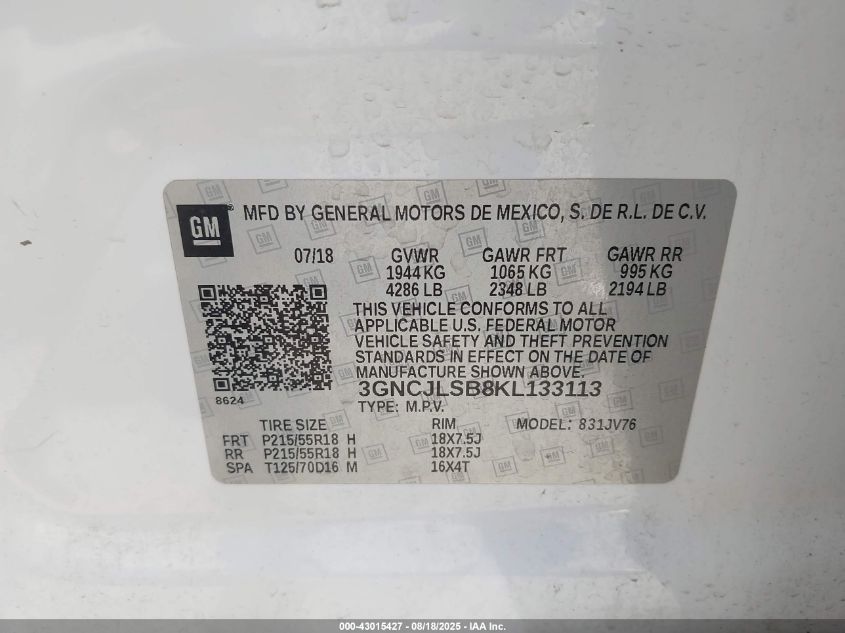 GM® MFD BY GENERAL MOTORS DE MEXICO, S. DE R.L. DE C.V.
07/18 GVWR GAWR FRT GAWR RR
1944 KG 1065 KG 995 KG
4286 LB 2348 LB 2194 LB
THIS VEHICLE CONFORMS TO ALL
APPLICABLE U.S. FEDERAL MOTOR
VEHICLE SAFETY AND THEFT PREVENTION
STANDARDS IN EFFECT ON THE DATE OF
MANUFACTURE SHOWN ABOVE.
3GNCJLSB8KL133113
8624
TYPE: M.P.V.
TIRE SIZE RIM MODEL: 831JV76
FRT P215/55R18 H 18X7.5J
RR P215/55R18 H 18X7.5J
SPA T125/70D16 M 16X4T
000-43015427 - 08/18/2025 - IAA Inc.